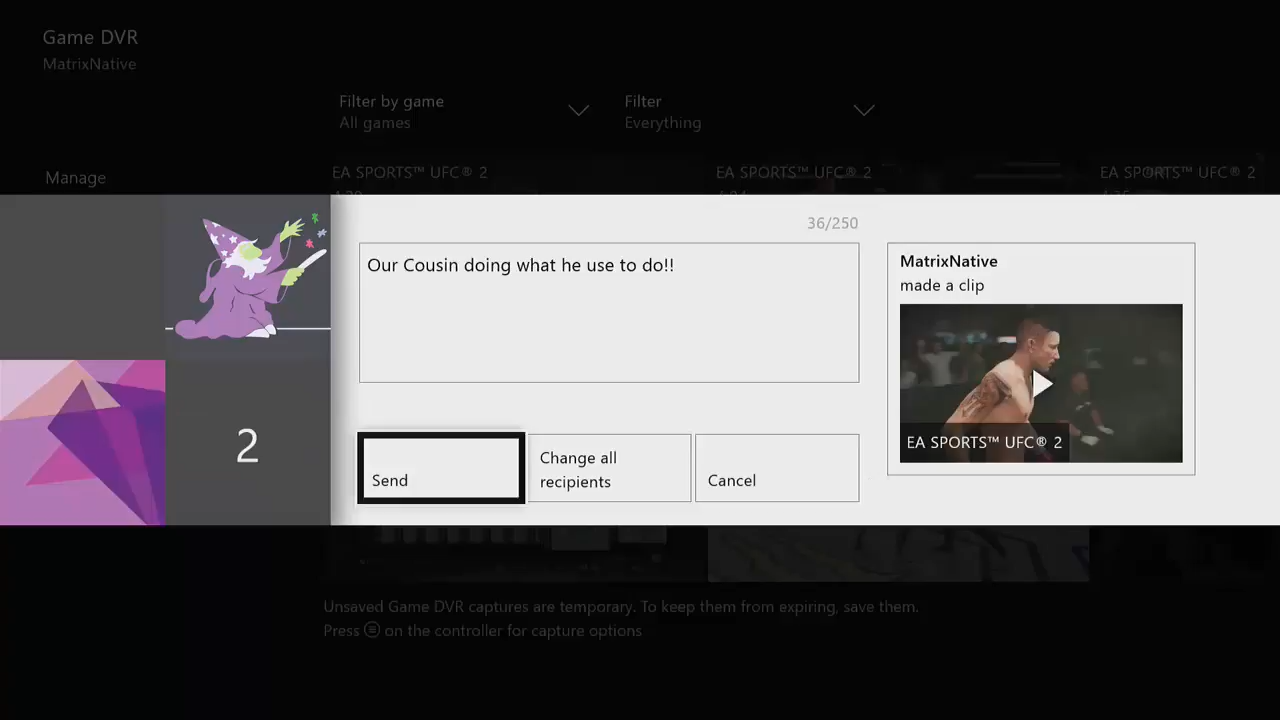 Game DVR
MatrixNative
Filter by game
All games
Filter
Everything
Manage
EA SPORTS™ UFC® 2
EA SPORTS™ UFC® 2
EA SPORTS™ UFC® 2
36/250
Our Cousin doing what he use to do!!
MatrixNative
made a clip
EA SPORTS™ UFC® 2
2
Send
Change all
recipients
Cancel
Unsaved Game DVR captures are temporary. To keep them from expiring, save them.
Press on the controller for capture options